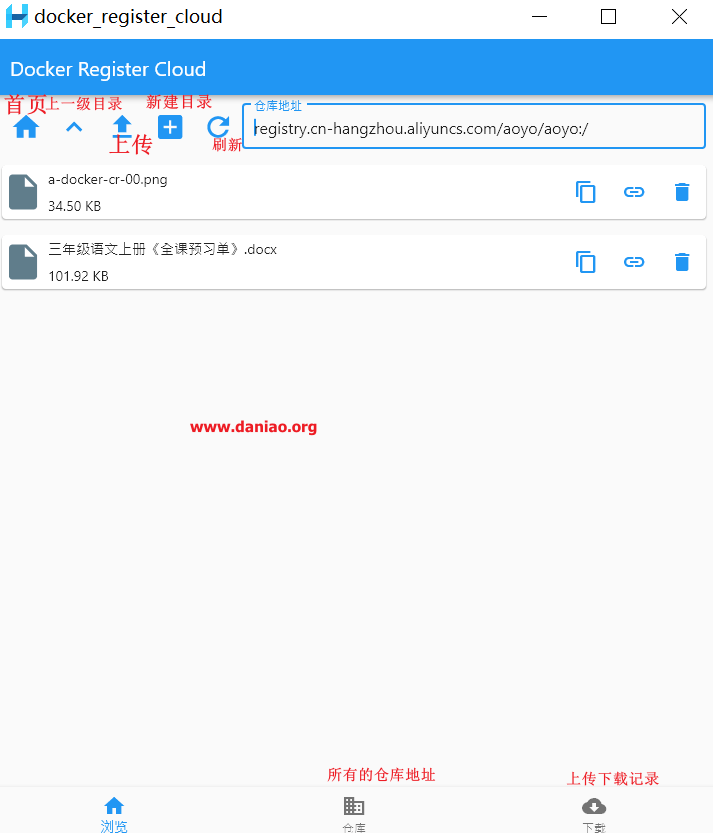 docker_register_cloud
Docker Register Cloud
首页
上一级目录
新建目录
仓库地址
registry.cn-hangzhou.aliyuncs.com/aoyo/aoyo:/
上传
刷新
a-docker-cr-00.png
34.50 KB
三年级语文上册《全课预习单》.docx
101.92 KB
www.daniao.org
所有的仓库地址
上传下载记录
浏览
仓库
下载